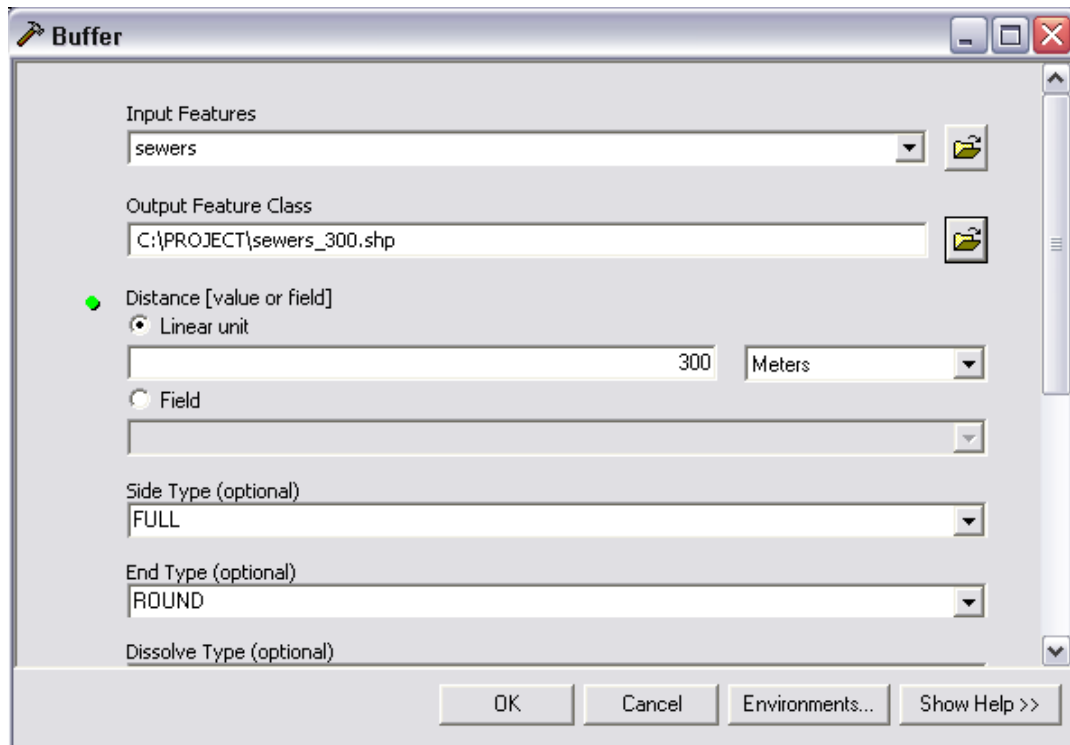 Buffer
Input Features
sewers
Output Feature Class
C:\PROJECT\sewers_300.shp
Distance [value or field]
Linear unit
300 Meters
Field
Side Type (optional)
FULL
End Type (optional)
ROUND
Dissolve Type (optional)
OK Cancel Environments... Show Help >>